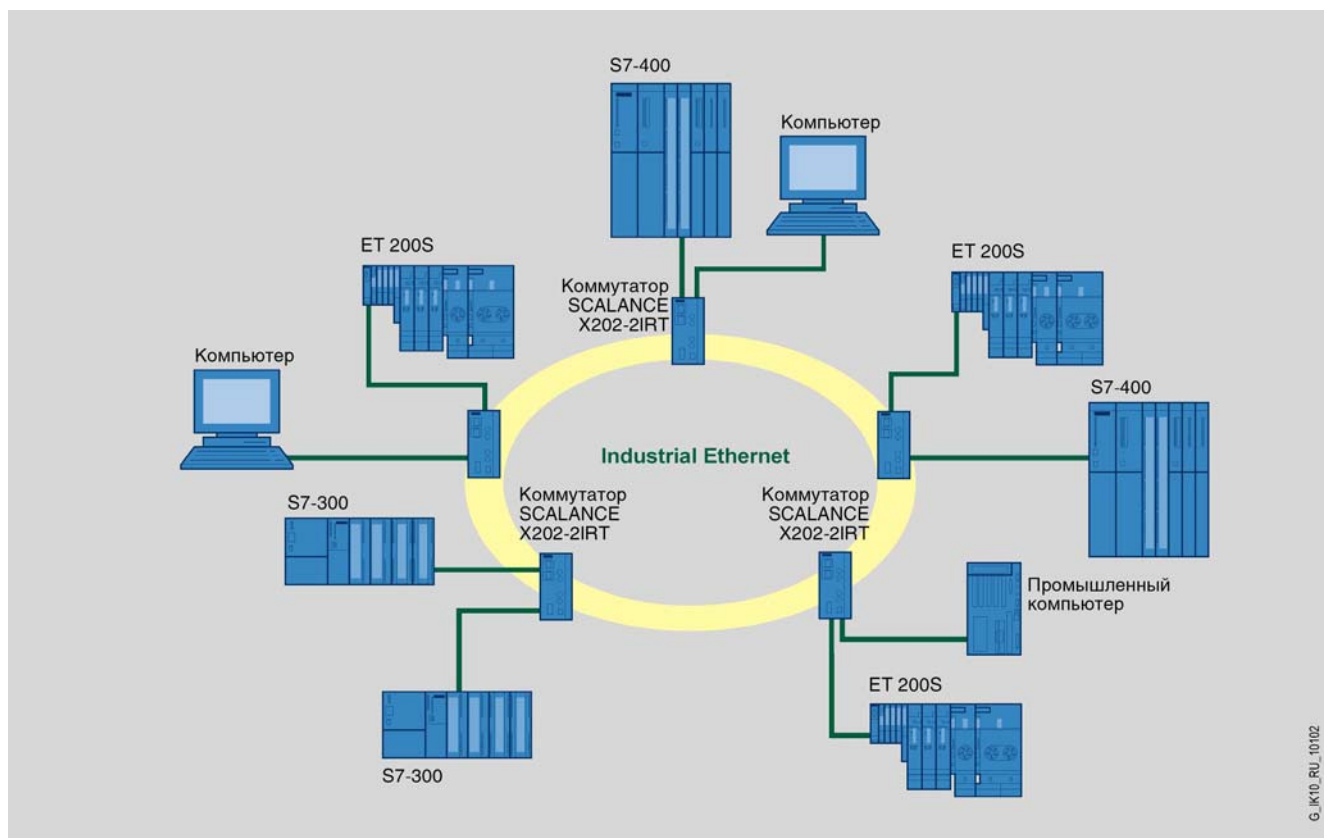 S7-400
Компьютер
ET 200S
Коммутатор
SCALANCE
X202-2IRT
ET 200S
Компьютер
S7-400
Industrial Ethernet
S7-300
Коммутатор
SCALANCE
X202-2IRT
Коммутатор
SCALANCE
X202-2IRT
Промышленный
компьютер
ET 200S
S7-300
G_IK10_RU_10102